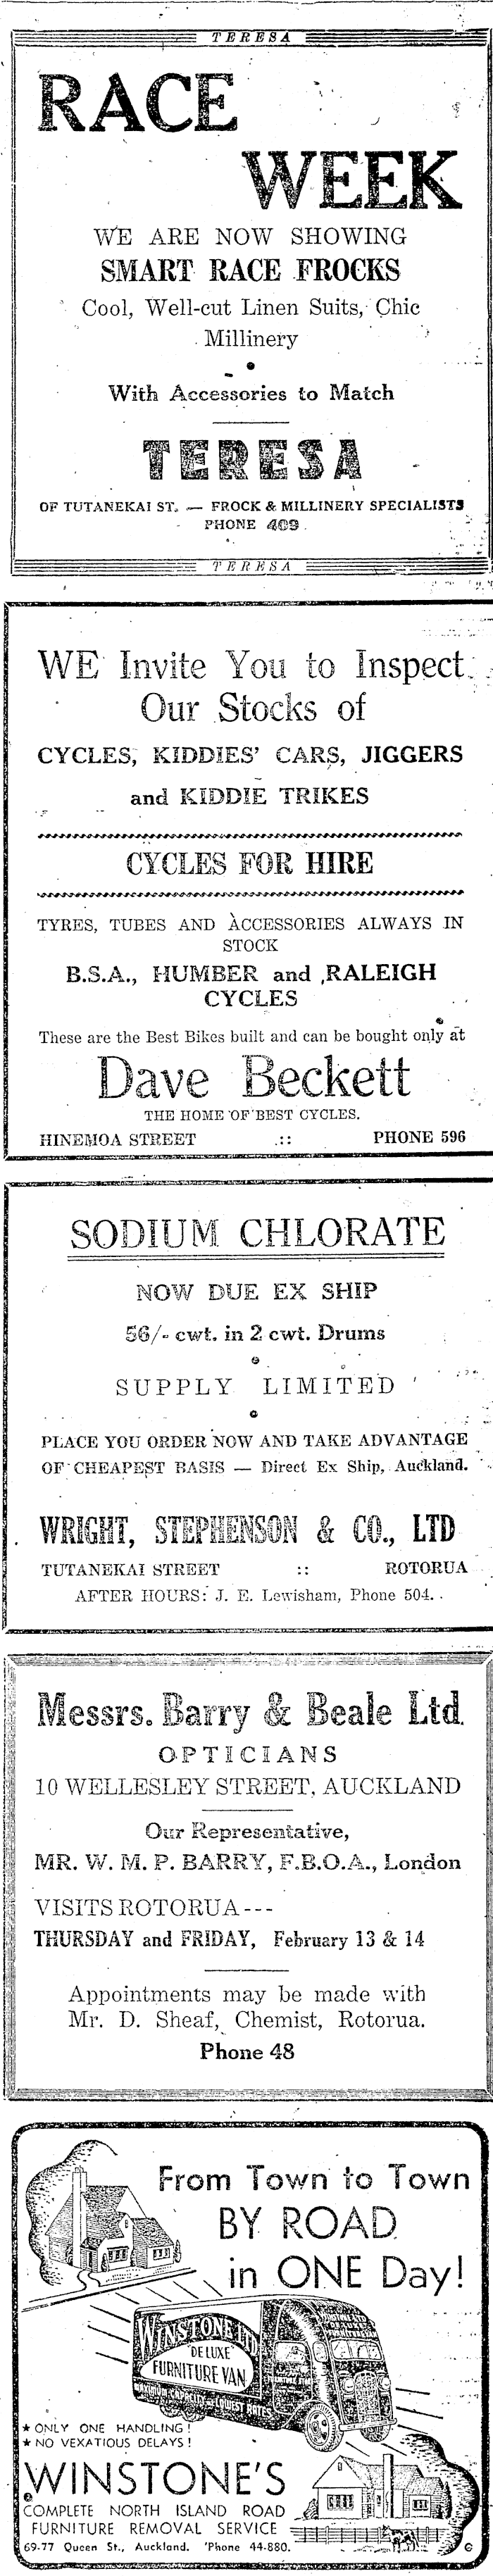 TERESA
RACE
WEEK
WE ARE NOW SHOWING
SMART RACE FROCKS
Cool, Well-cut Linen Suits, Chic
Millinery
With Accessories to Match
TERESA
OF TUTANEKAI ST. — FROCK & MILLINERY SPECIALISTS
PHONE 409
TERESA
WE Invite You to Inspect
Our Stocks of
CYCLES, KIDDIES' CARS, JIGGERS
and KIDDIE TRIKES
CYCLES FOR HIRE
TYRES, TUBES AND ACCESSORIES ALWAYS IN
STOCK
B.S.A., HUMBER and RALEIGH
CYCLES
These are the Best Bikes built and can be bought only at
Dave Beckett
THE HOME OF BEST CYCLES.
HINEMOA STREET :: PHONE 596
SODIUM CHLORATE
NOW DUE EX SHIP
56/- cwt. in 2 cwt. Drums
SUPPLY LIMITED
PLACE YOU ORDER NOW AND TAKE ADVANTAGE
OF CHEAPEST BASIS — Direct Ex Ship, Auckland.
WRIGHT, STEPHENSON & CO., LTD
TUTANEKAI STREET :: ROTORUA
AFTER HOURS: J. E. Lewisham, Phone 504.
Messrs. Barry & Beale Ltd.
OPTICIANS
10 WELLESLEY STREET, AUCKLAND
Our Representative,
MR. W. M. P. BARRY, F.B.O.A., London
VISITS ROTORUA---
THURSDAY and FRIDAY, February 13 & 14
Appointments may be made with
Mr. D. Sheaf, Chemist, Rotorua.
Phone 48
From Town to Town
BY ROAD
in ONE Day!
WINSTONE LTD
'DE LUXE'
FURNITURE VAN
★ ONLY ONE HANDLING!
★ NO VEXATIOUS DELAYS!
WINSTONE'S
COMPLETE NORTH ISLAND ROAD
FURNITURE REMOVAL SERVICE
69-77 Queen St., Auckland. 'Phone 44-880.